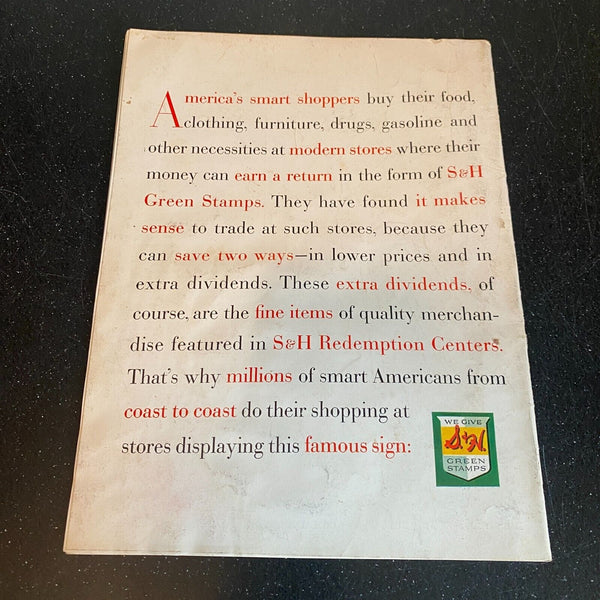 America's smart shoppers buy their food,
clothing, furniture, drugs, gasoline and
other necessities at modern stores where their
money can earn a return in the form of S&H
Green Stamps. They have found it makes
sense to trade at such stores, because they
can save two ways—in lower prices and in
extra dividends. These extra dividends, of
course, are the fine items of quality merchan-
dise featured in S&H Redemption Centers.
That's why millions of smart Americans from
coast to coast do their shopping at
stores displaying this famous sign:
WE GIVE
S&H
GREEN
STAMPS